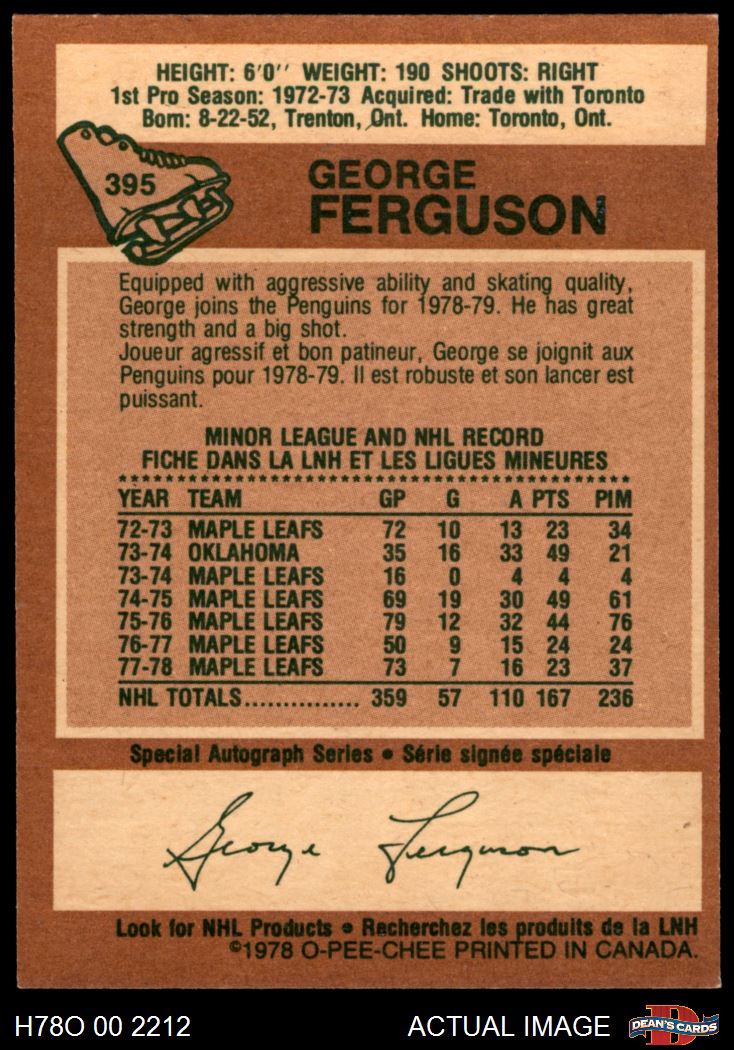 HEIGHT: 6'0'' WEIGHT: 190 SHOOTS: RIGHT
1st Pro Season: 1972-73 Acquired: Trade with Toronto
Born: 8-22-52, Trenton, Ont. Home: Toronto, Ont.
395
GEORGE
FERGUSON
Equipped with aggressive ability and skating quality,
George joins the Penguins for 1978-79. He has great
strength and a big shot.
Joueur agressif et bon patineur, George se joignit aux
Penguins pour 1978-79. Il est robuste et son lancer est
puissant.
MINOR LEAGUE AND NHL RECORD
FICHE DANS LA LNH ET LES LIGUES MINEURES
YEAR TEAM GP G A PTS PIM
72-73 MAPLE LEAFS 72 10 13 23 34
73-74 OKLAHOMA 35 16 33 49 21
73-74 MAPLE LEAFS 16 0 4 4 4
74-75 MAPLE LEAFS 69 19 30 49 61
75-76 MAPLE LEAFS 79 12 32 44 76
76-77 MAPLE LEAFS 50 9 15 24 24
77-78 MAPLE LEAFS 73 7 16 23 37
NHL TOTALS............... 359 57 110 167 236
Special Autograph Series • Série signée spéciale
George Ferguson
Look for NHL Products • Recherchez les produits de la LNH
©1978 O-PEE-CHEE PRINTED IN CANADA.
H78O 00 2212 ACTUAL IMAGE D DEAN'S CARDS